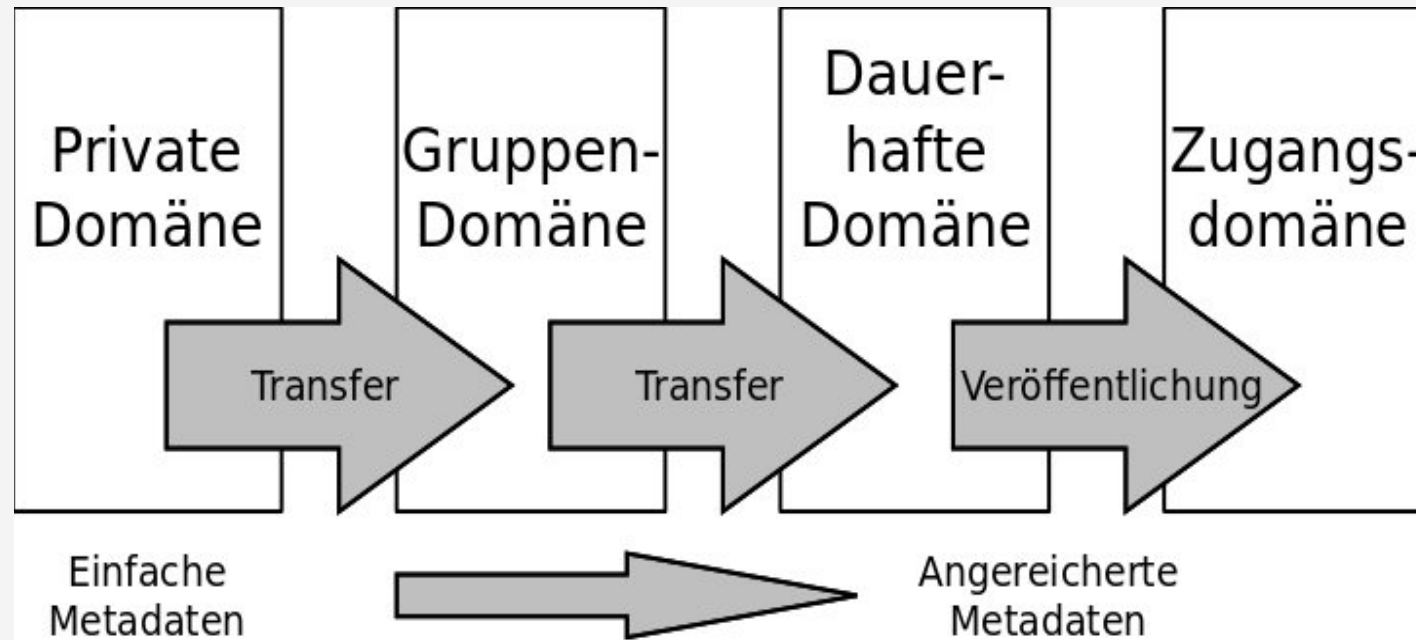 Private
Domäne
Gruppen-
Domäne
Dauer-
hafte
Domäne
Zugangs-
domäne
Transfer
Transfer
Veröffentlichung
Einfache
Metadaten
Angereicherte
Metadaten